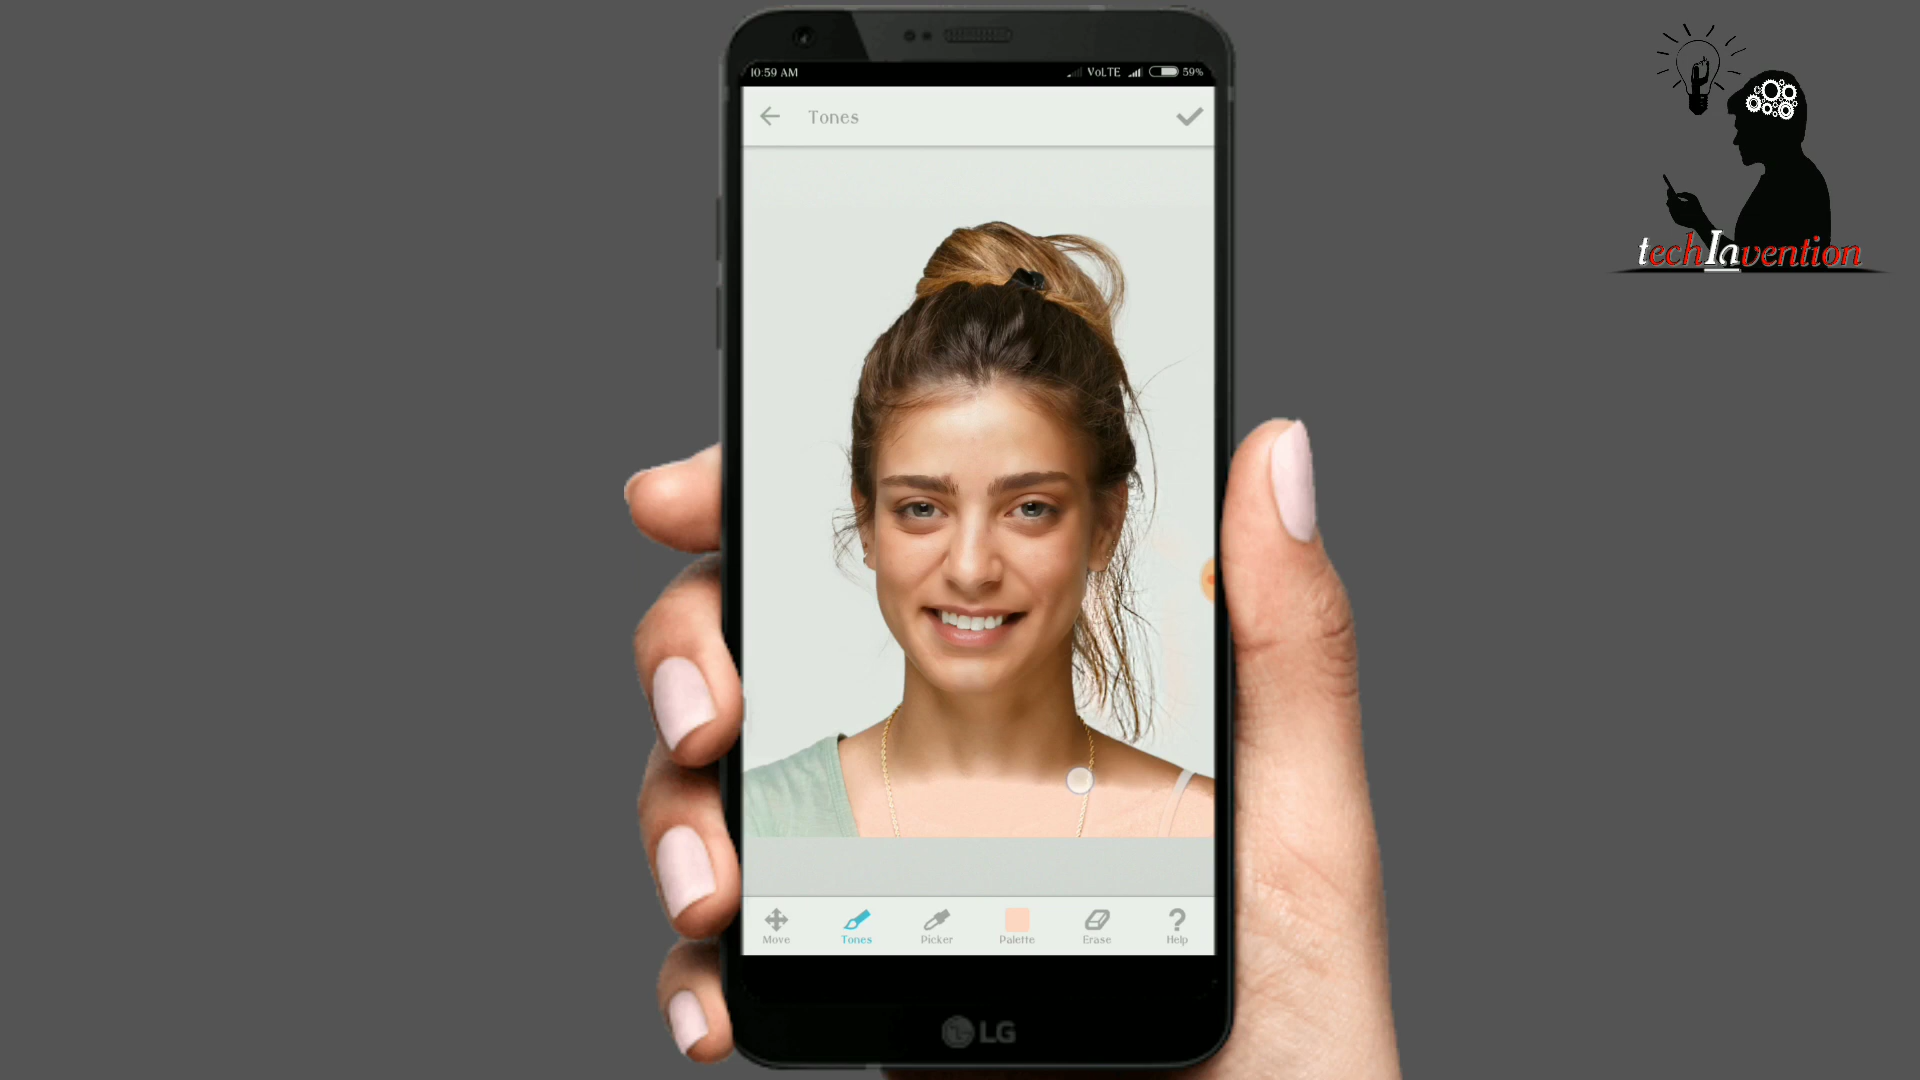 10:59 AM VoLTE 59%
Tones
techInvention
Move Tones Picker Palette Erase Help
LG